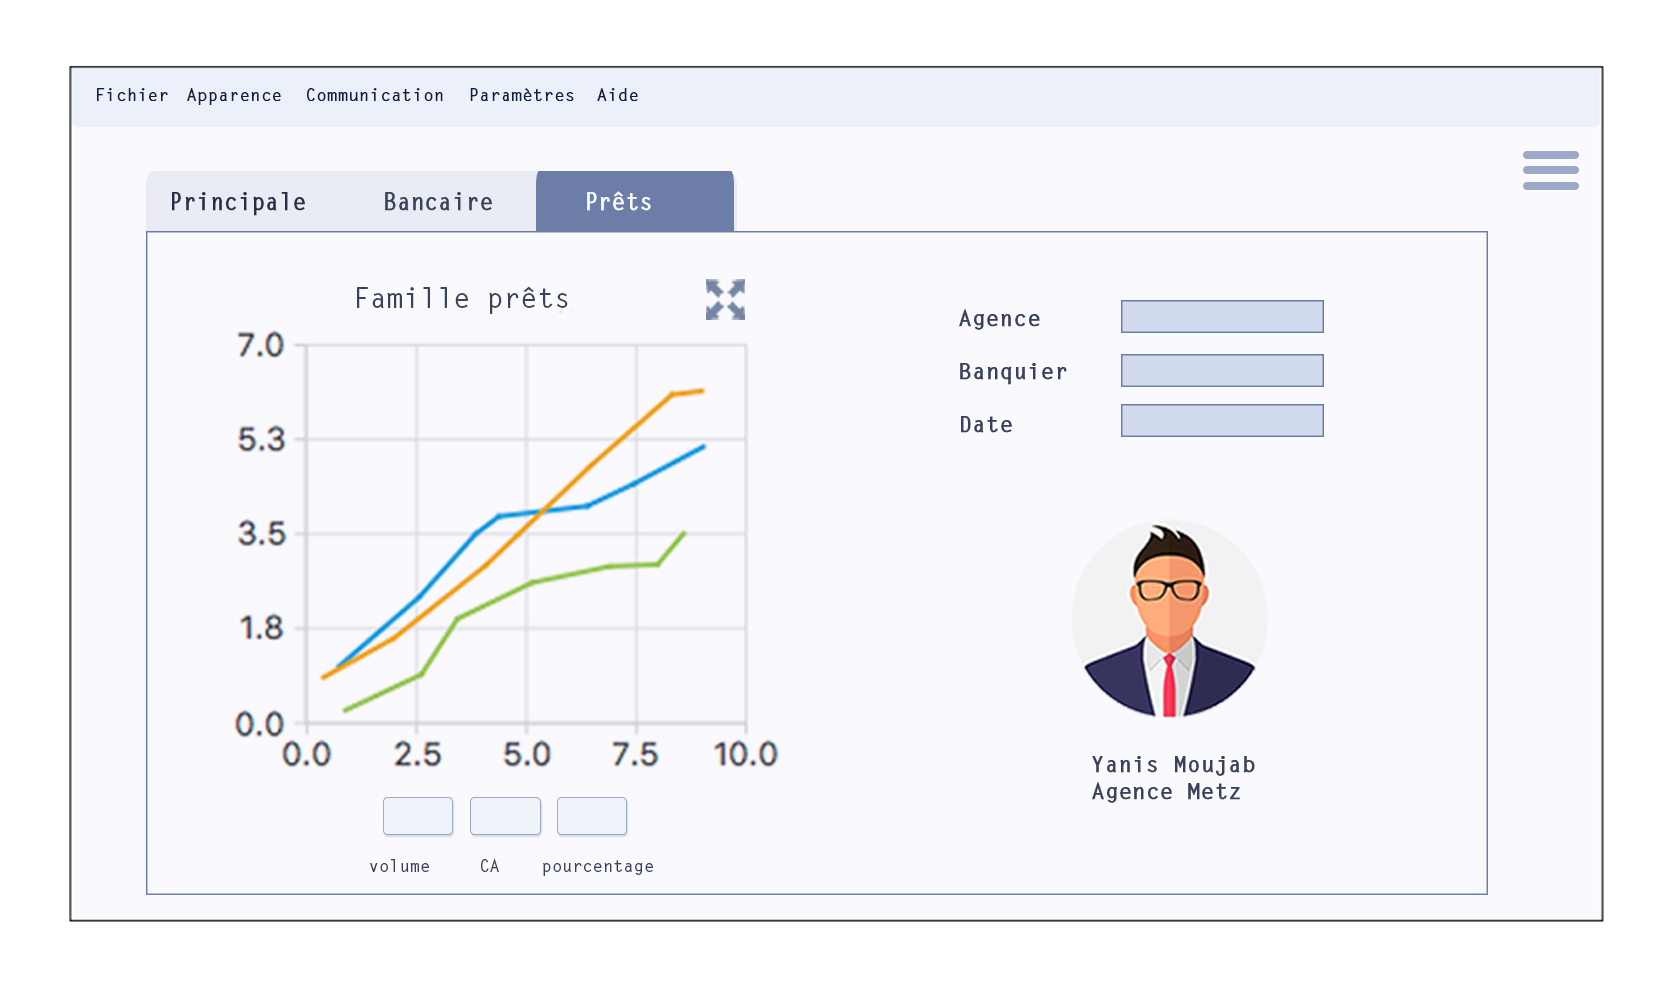 Fichier Apparence Communication Paramètres Aide
Principale Bancaire Prêts
Famille prêts
7.0
5.3
3.5
1.8
0.0
0.0 2.5 5.0 7.5 10.0
volume CA pourcentage
Agence
Banquier
Date
Yanis Moujab
Agence Metz